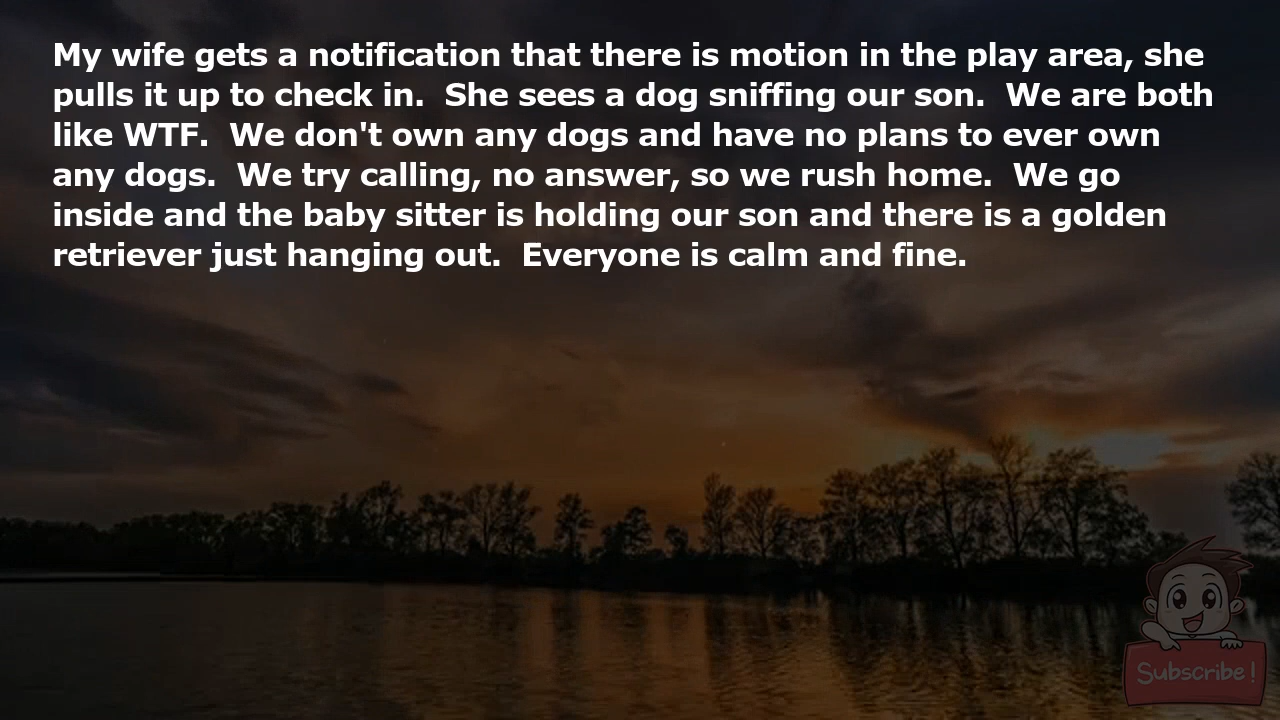 My wife gets a notification that there is motion in the play area, she
pulls it up to check in.  She sees a dog sniffing our son.  We are both
like WTF.  We don't own any dogs and have no plans to ever own
any dogs.  We try calling, no answer, so we rush home.  We go
inside and the baby sitter is holding our son and there is a golden
retriever just hanging out.  Everyone is calm and fine.
Subscribe!